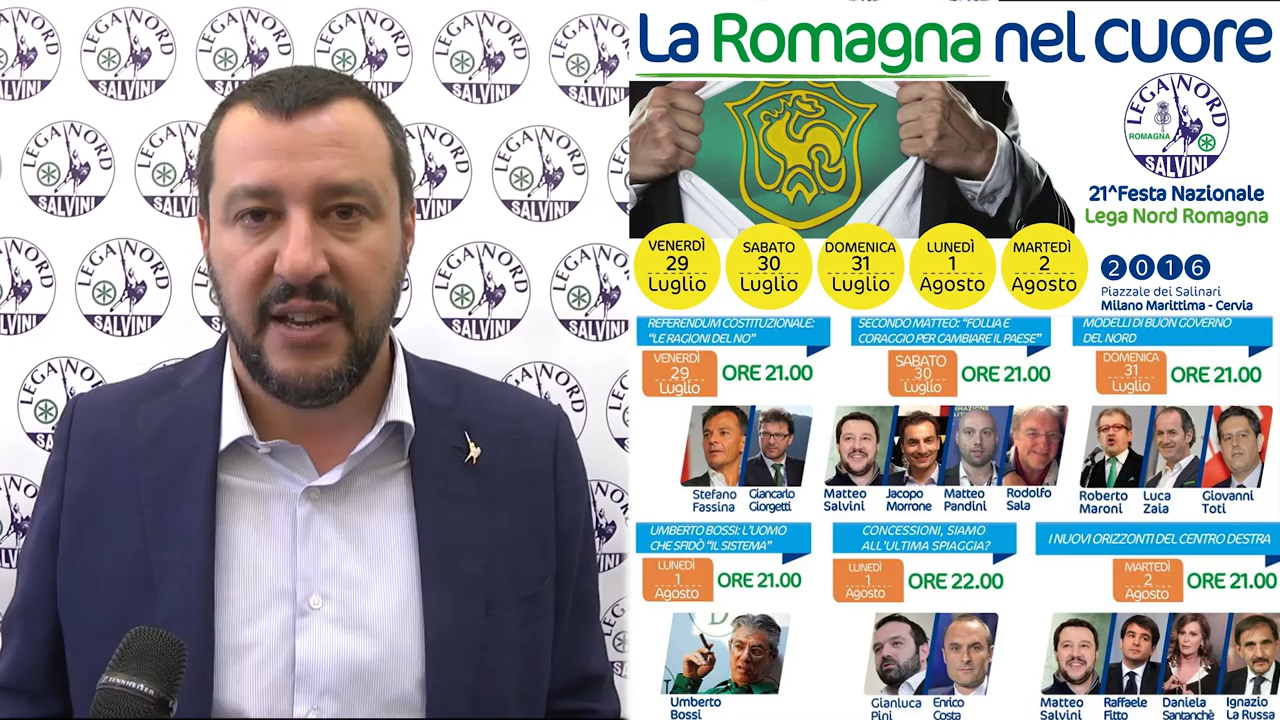 LEGA NORD
SALVINI
SENNHEISER
La Romagna nel cuore
LEGA NORD
ROMAGNA
SALVINI
21^Festa Nazionale
Lega Nord Romagna
VENERDÌ
29
Luglio
SABATO
30
Luglio
DOMENICA
31
Luglio
LUNEDÌ
1
Agosto
MARTEDÌ
2
Agosto
2016
Piazzale dei Salinari
Milano Marittima - Cervia
REFERENDUM COSTITUZIONALE:
"LE RAGIONI DEL NO"
VENERDÌ
29
Luglio
ORE 21.00
Stefano
Fassina
Giancarlo
Giorgetti
SECONDO MATTEO: "FOLLIA E
CORAGGIO PER CAMBIARE IL PAESE"
SABATO
30
Luglio
ORE 21.00
Matteo
Salvini
Jacopo
Morrone
Matteo
Pandini
Rodolfo
Sala
MODELLI DI BUON GOVERNO
DEL NORD
DOMENICA
31
Luglio
ORE 21.00
Roberto
Maroni
Luca
Zaia
Giovanni
Toti
UMBERTO BOSSI: L'UOMO
CHE SFIDÒ "IL SISTEMA"
LUNEDÌ
1
Agosto
ORE 21.00
Umberto
Bossi
CONCESSIONI, SIAMO
ALL'ULTIMA SPIAGGIA?
LUNEDÌ
1
Agosto
ORE 22.00
Gianluca
Pini
Enrico
Costa
I NUOVI ORIZZONTI DEL CENTRO DESTRA
MARTEDÌ
2
Agosto
ORE 21.00
Matteo
Salvini
Raffaele
Fitto
Daniela
Santanchè
Ignazio
La Russa